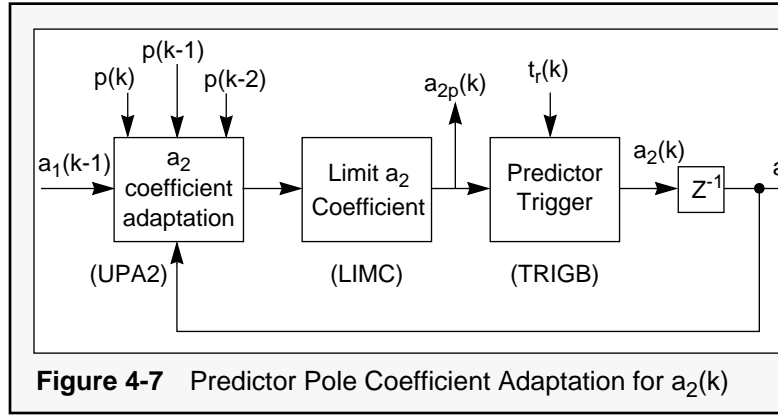 p(k-1)
p(k)
p(k-2)
a₂ₚ(k)
tᵣ(k)
a₁(k-1)
a₂
coefficient
adaptation
Limit a₂
Coefficient
Predictor
Trigger
a₂(k)
Z⁻¹
a
(UPA2)
(LIMC)
(TRIGB)
Figure 4-7 Predictor Pole Coefficient Adaptation for a₂(k)